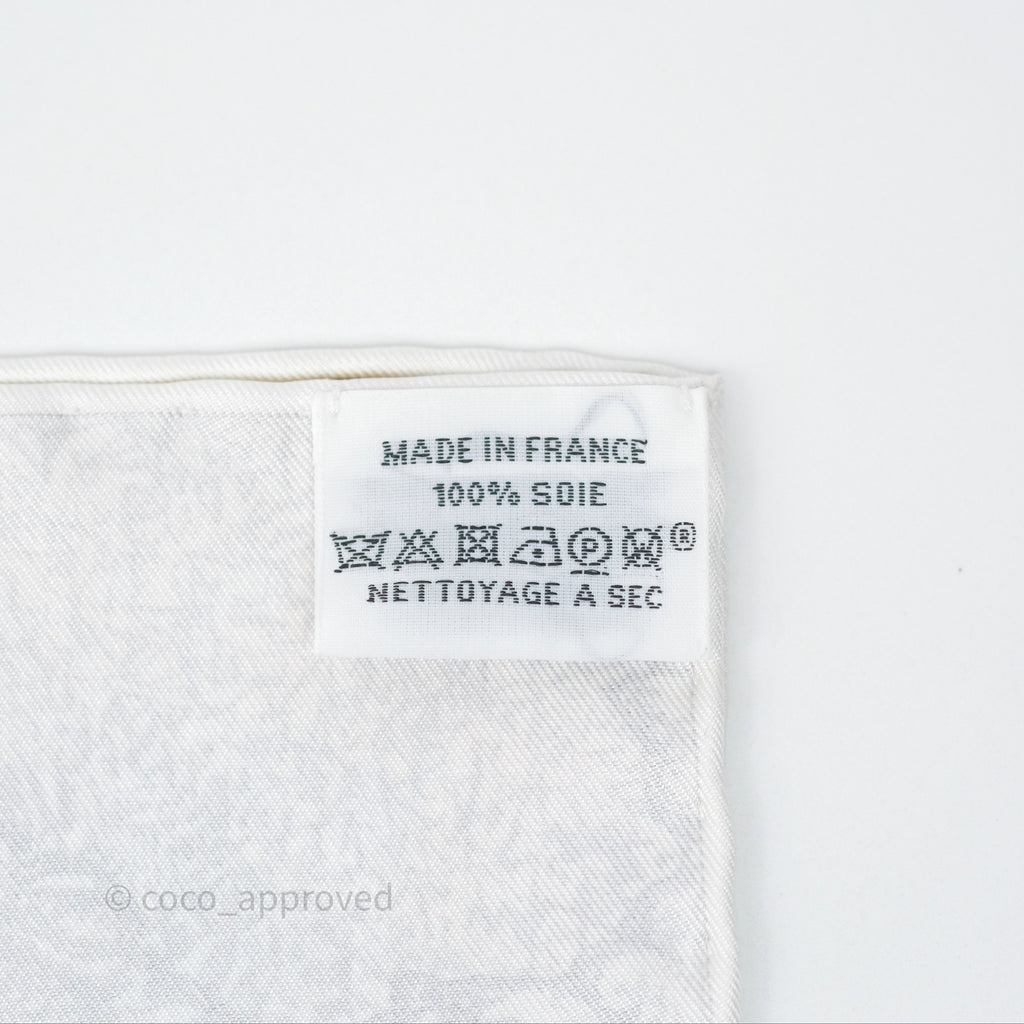 MADE IN FRANCE
100% SOIE
P W ®
NETTOYAGE A SEC
© coco_approved